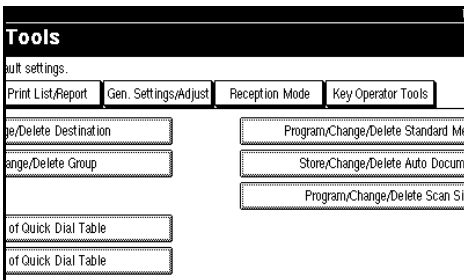 Tools
ault settings.
Print List/Report Gen. Settings/Adjust Reception Mode Key Operator Tools
ge/Delete Destination Program/Change/Delete Standard Me
ange/Delete Group Store/Change/Delete Auto Docum
Program/Change/Delete Scan Si
of Quick Dial Table
of Quick Dial Table